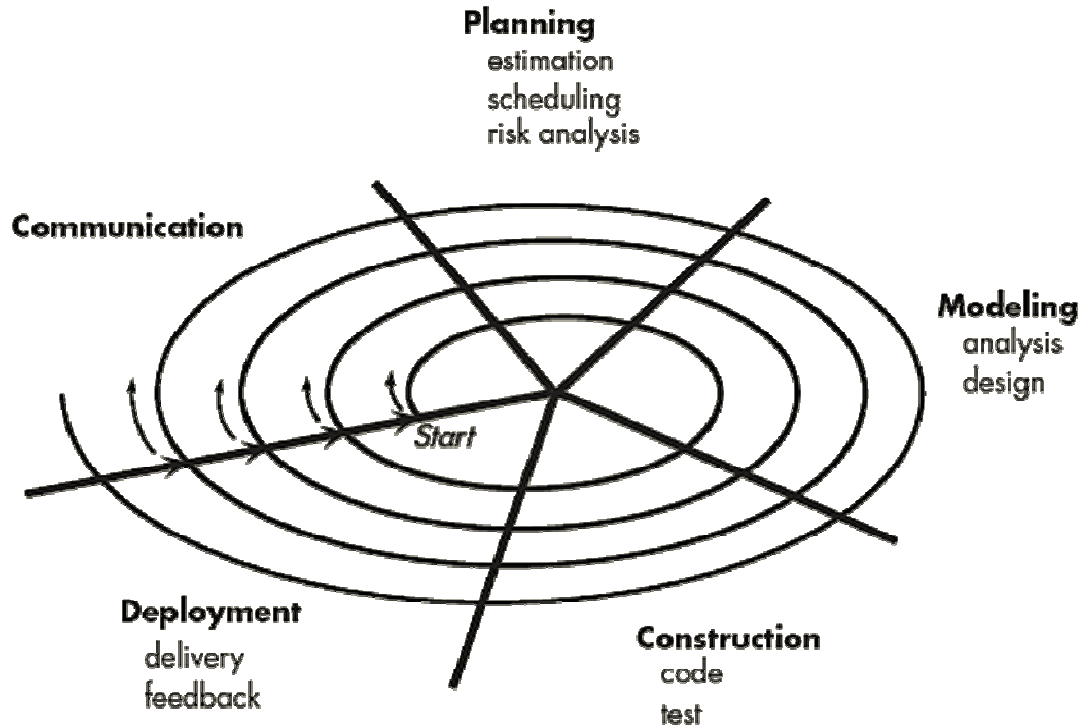 Planning
estimation
scheduling
risk analysis
Communication
Modeling
analysis
design
Start
Deployment
delivery
feedback
Construction
code
test